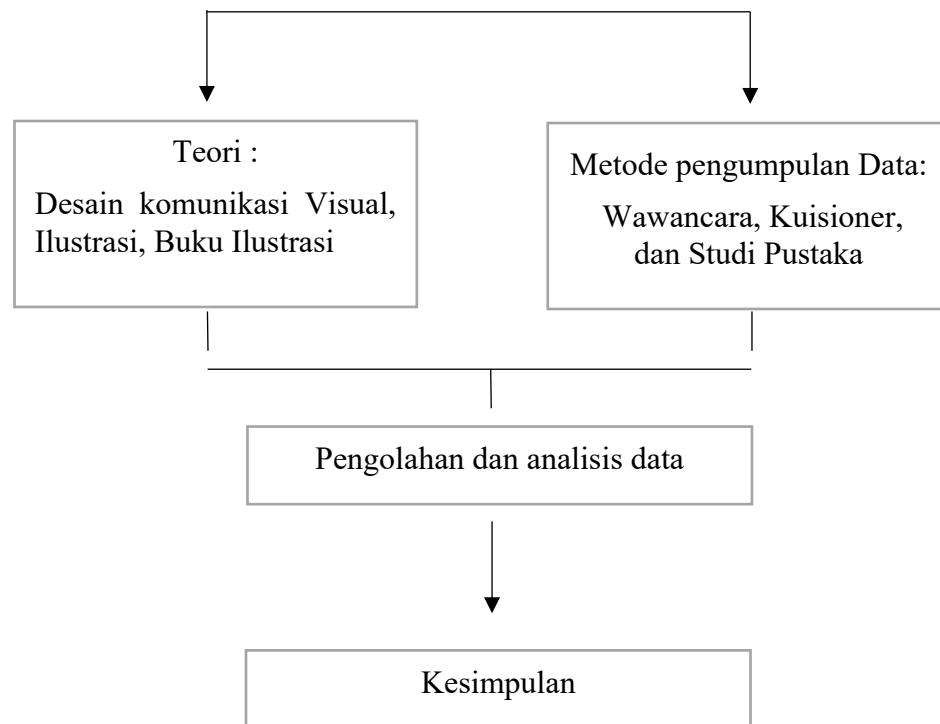 Teori :
Desain komunikasi Visual,
Ilustrasi, Buku Ilustrasi
Metode pengumpulan Data:
Wawancara, Kuisioner,
dan Studi Pustaka
Pengolahan dan analisis data
Kesimpulan